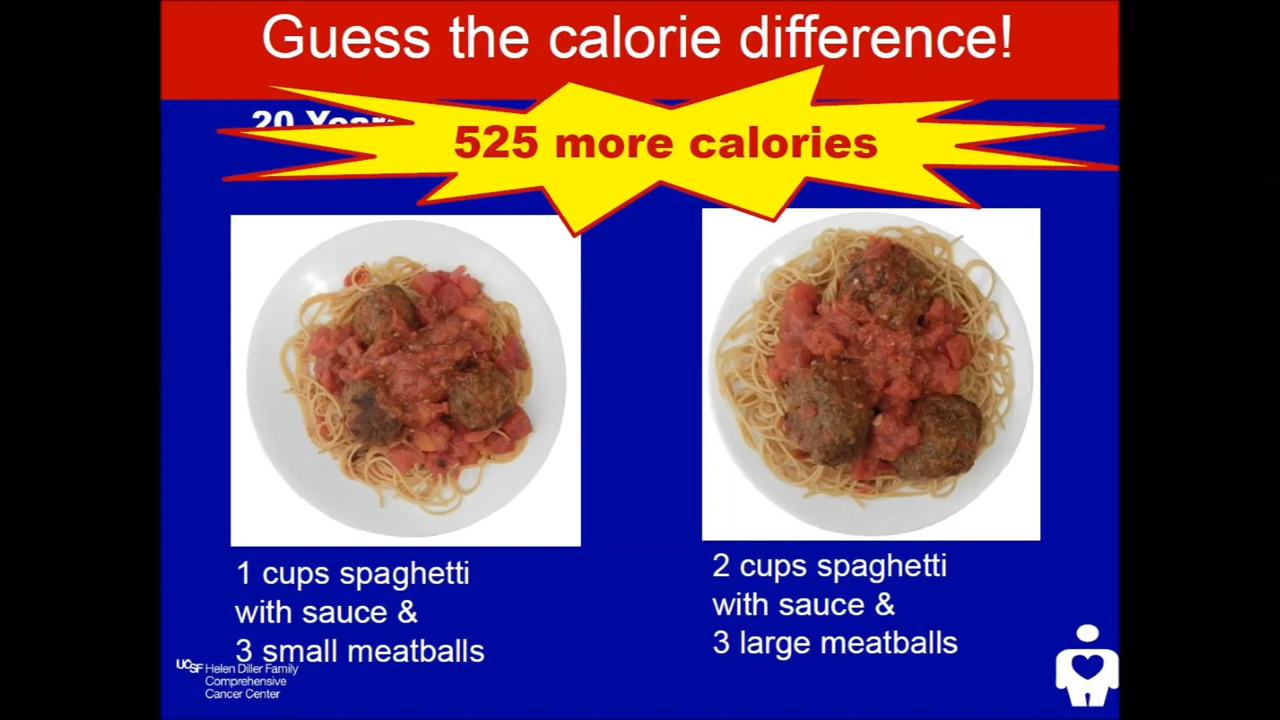 Guess the calorie difference!
20
525 more calories
1 cups spaghetti
with sauce &
3 small meatballs
2 cups spaghetti
with sauce &
3 large meatballs
UCSF Helen Diller Family
Comprehensive
Cancer Center